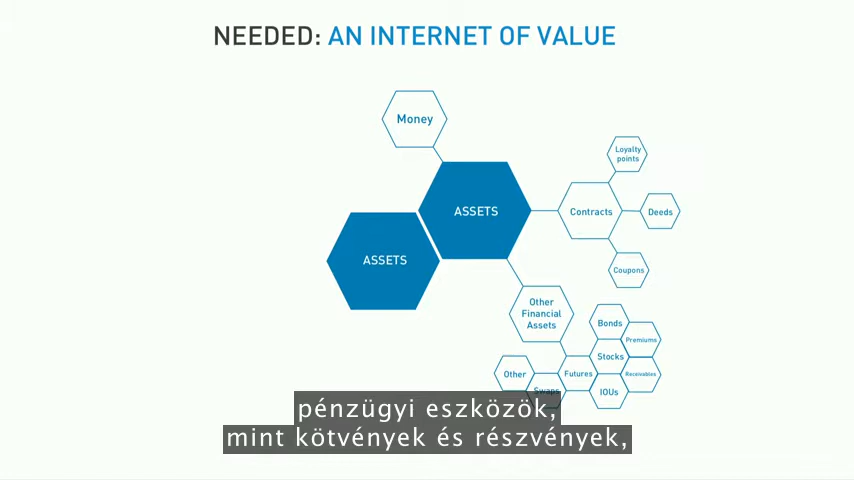 NEEDED: AN INTERNET OF VALUE
Money
Loyalty
points
ASSETS
Contracts
Deeds
ASSETS
Coupons
Other
Financial
Assets
Bonds
Premiums
Stocks
Other
Futures
Receivables
Swaps
IOUs
pénzügyi eszközök,
mint kötvények és részvények,